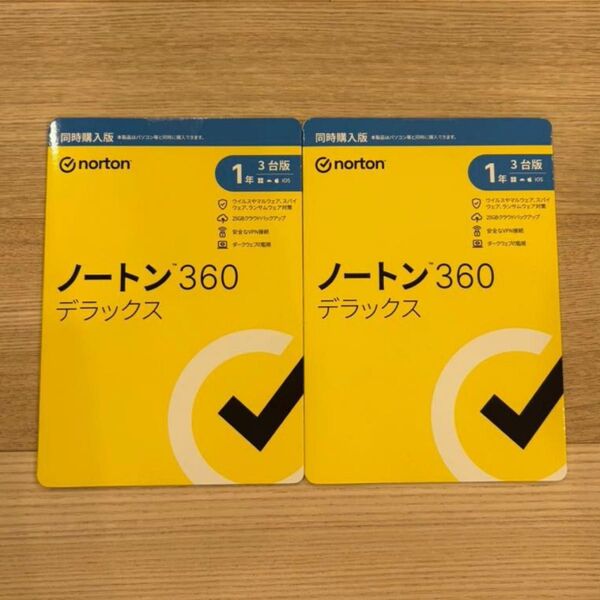 同時購入版 本製品はパソコン等と同時に購入できます。
norton
1年 3台版
iOS
ウイルスやマルウェア、スパイ
ウェア、ランサムウェア対策
25GBクラウドバックアップ
安全なVPN接続
ダークウェブ監視
ノートン™360
デラックス
同時購入版 本製品はパソコン等と同時に購入できます。
norton
1年 3台版
iOS
ウイルスやマルウェア、スパイ
ウェア、ランサムウェア対策
25GBクラウドバックアップ
安全なVPN接続
ダークウェブ監視
ノートン™360
デラックス